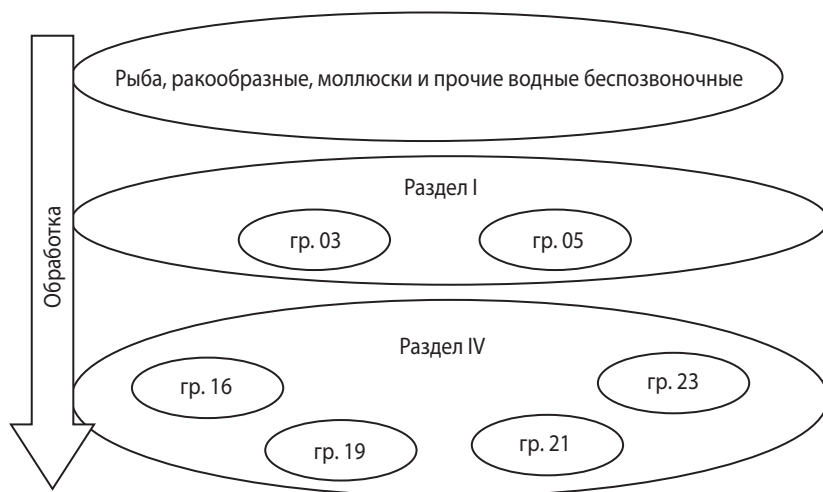 Рыба, ракообразные, моллюски и прочие водные беспозвоночные
Обработка
Раздел I
гр. 03
гр. 05
Раздел IV
гр. 16
гр. 23
гр. 19
гр. 21